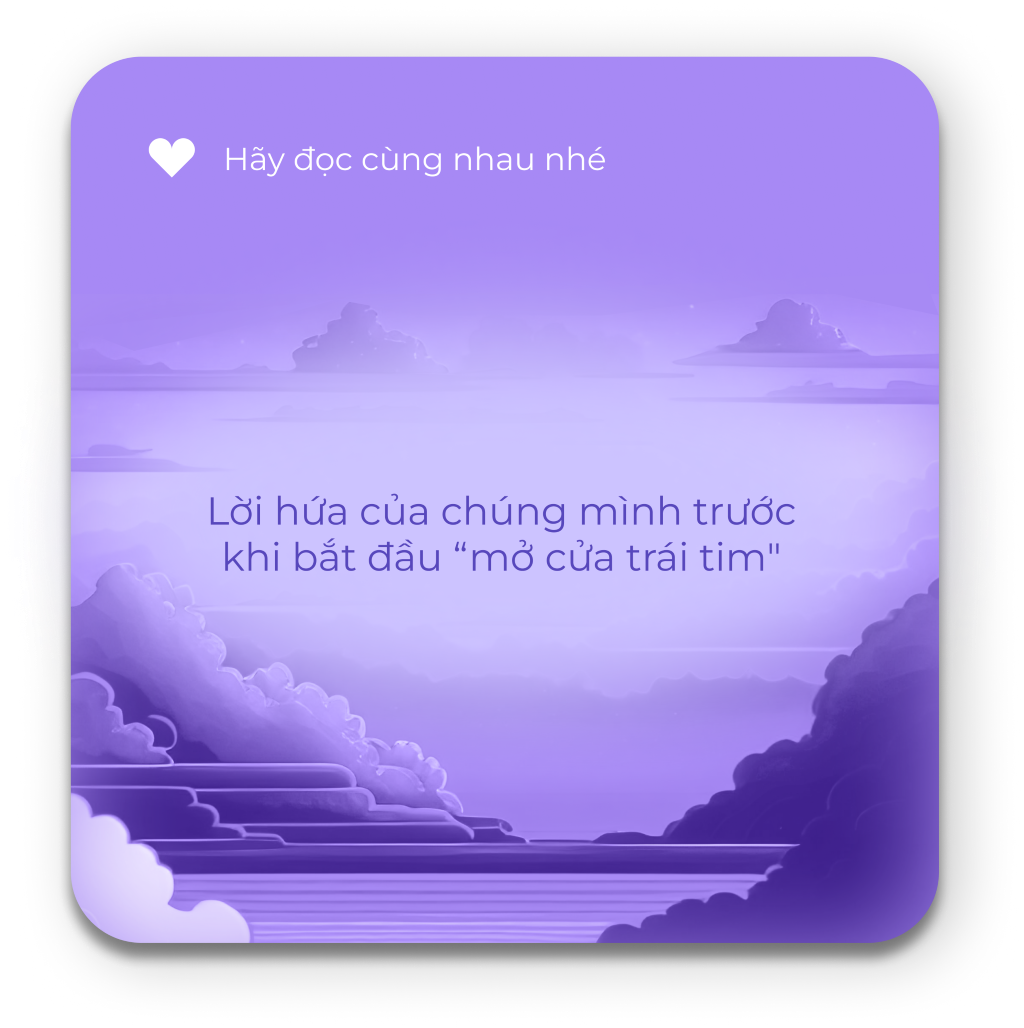 Hãy đọc cùng nhau nhé
Lời hứa của chúng mình trước
khi bắt đầu “mở cửa trái tim"